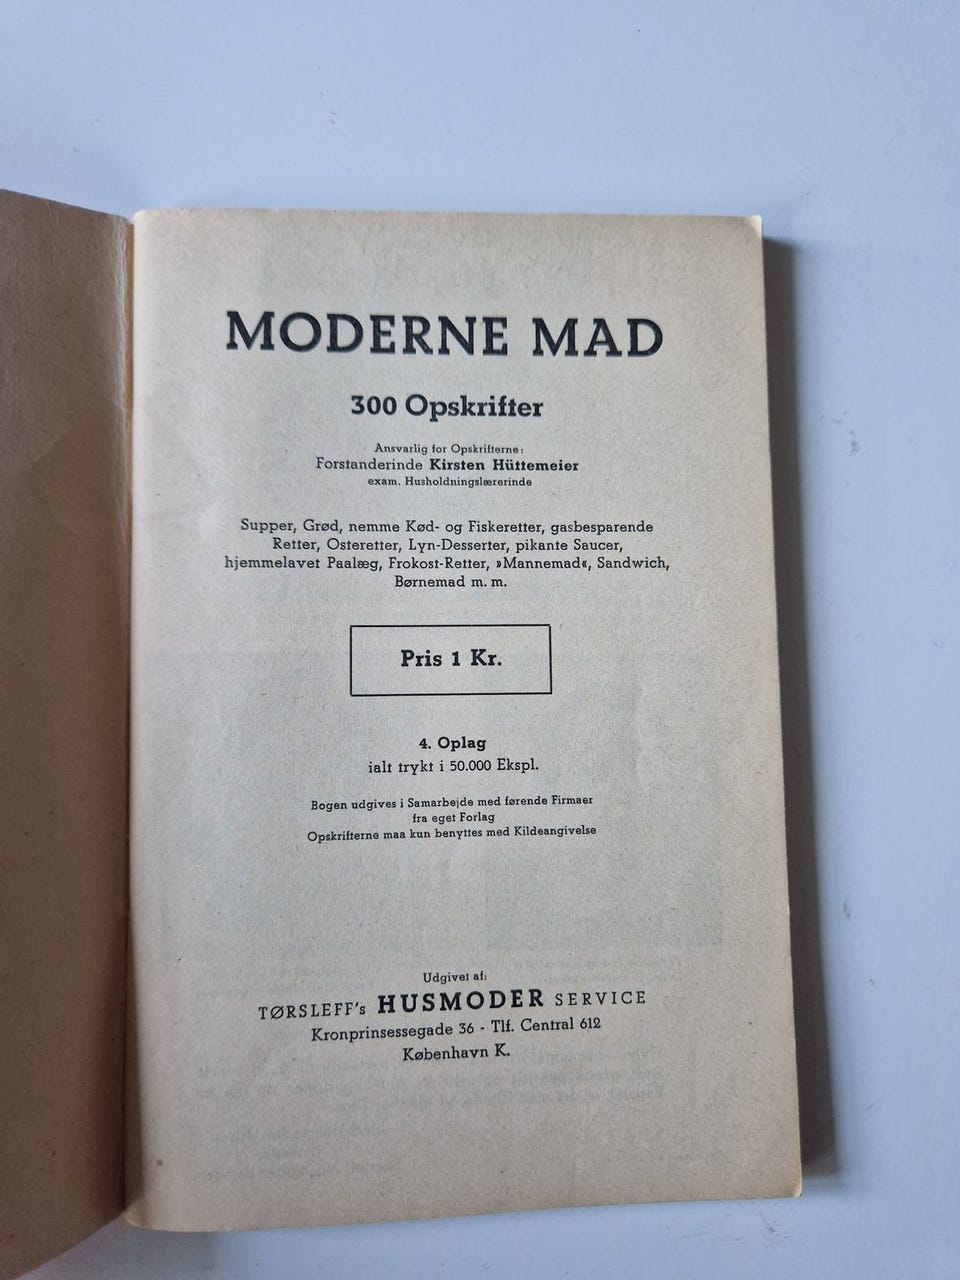 MODERNE MAD
300 Opskrifter
Ansvarlig for Opskrifterne:
Forstanderinde Kirsten Hüttemeier
exam. Husholdningslærerinde
Supper, Grød, nemme Kød- og Fiskeretter, gasbesparende
Retter, Osteretter, Lyn-Desserter, pikante Saucer,
hjemmelavet Paalæg, Frokost-Retter, »Mannemad«, Sandwich,
Børnemad m. m.
Pris 1 Kr.
4. Oplag
ialt trykt i 50.000 Ekspl.
Bogen udgives i Samarbejde med førende Firmaer
fra eget Forlag
Opskrifterne maa kun benyttes med Kildeangivelse
Udgivet af:
TØRSLEFF's HUSMODER SERVICE
Kronprinsessegade 36 - Tlf. Central 612
København K.